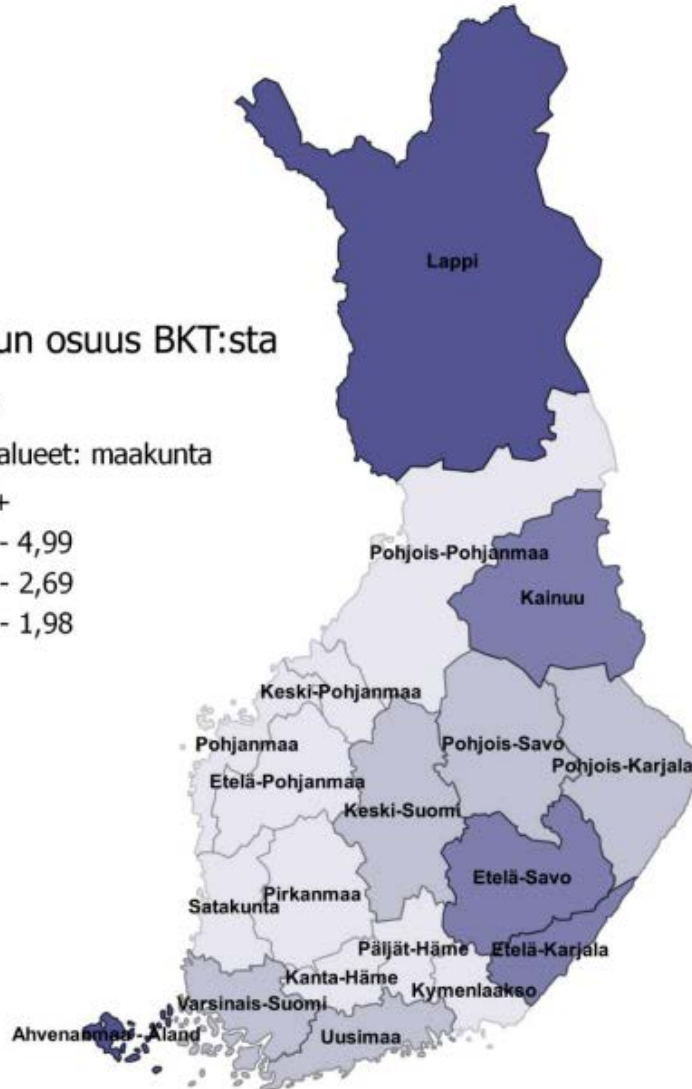 un osuus BKT:sta
alueet: maakunta
+
- 4,99
- 2,69
- 1,98
Lappi
Pohjois-Pohjanmaa
Kainuu
Keski-Pohjanmaa
Pohjanmaa
Pohjois-Savo
Etelä-Pohjanmaa
Pohjois-Karjala
Keski-Suomi
Etelä-Savo
Pirkanmaa
Satakunta
Päljät-Häme
Etelä-Karjala
Kanta-Häme
Kymenlaakso
Varsinais-Suomi
Ahvenanmaa - Åland
Uusimaa